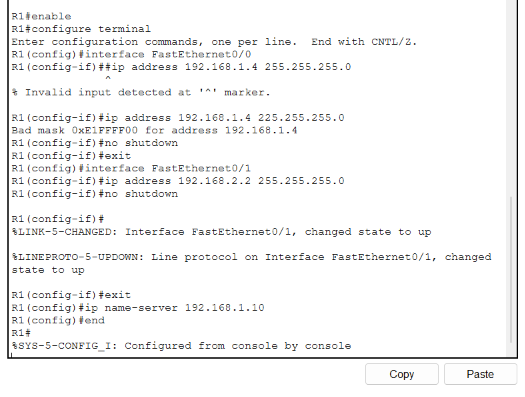 R1#enable
R1#configure terminal
Enter configuration commands, one per line.  End with CNTL/Z.
R1(config)#interface FastEthernet0/0
R1(config-if)##ip address 192.168.1.4 255.255.255.0
^
% Invalid input detected at '^' marker.
R1(config-if)#ip address 192.168.1.4 225.255.255.0
Bad mask 0xE1FFFF00 for address 192.168.1.4
R1(config-if)#no shutdown
R1(config-if)#exit
R1(config)#interface FastEthernet0/1
R1(config-if)#ip address 192.168.2.2 255.255.255.0
R1(config-if)#no shutdown
R1(config-if)#
%LINK-5-CHANGED: Interface FastEthernet0/1, changed state to up
%LINEPROTO-5-UPDOWN: Line protocol on Interface FastEthernet0/1, changed
state to up
R1(config-if)#exit
R1(config)#ip name-server 192.168.1.10
R1(config)#end
R1#
%SYS-5-CONFIG_I: Configured from console by console
Copy Paste